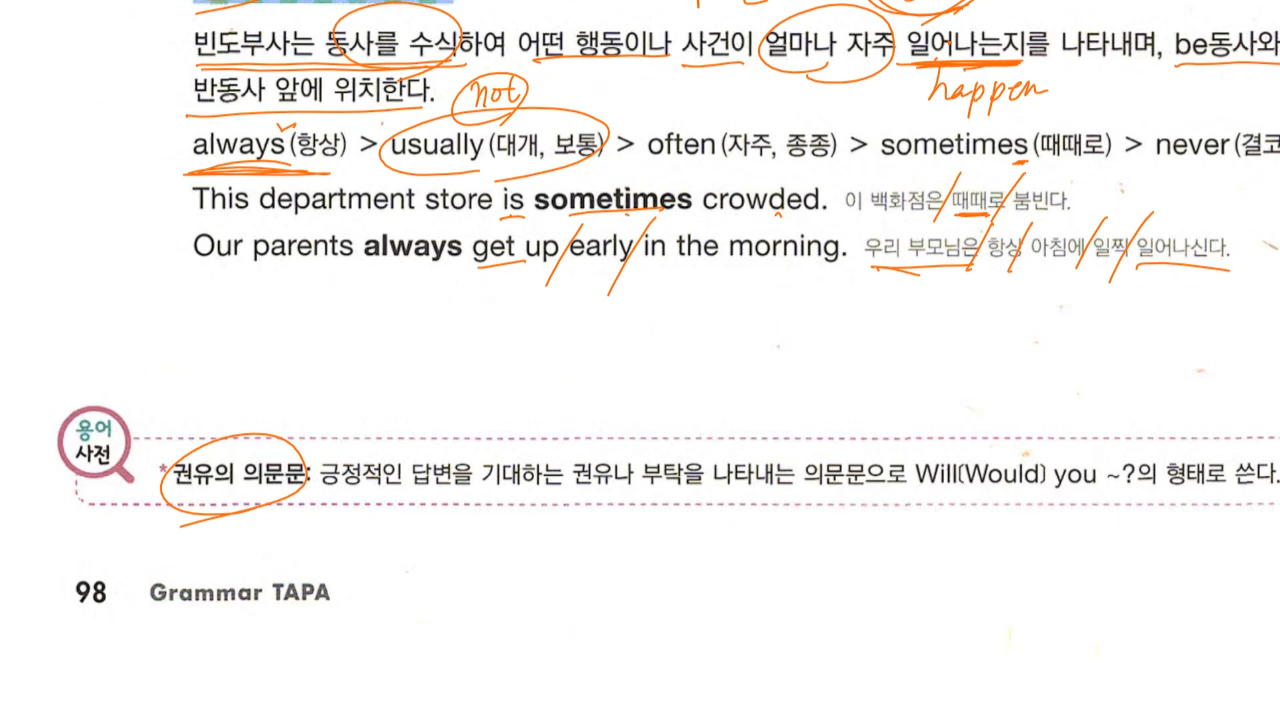 빈도부사는 동사를 수식하여 어떤 행동이나 사건이 얼마나 자주 일어나는지를 나타내며, be동사와
happen
반동사 앞에 위치한다.
not
always (항상) > usually (대개, 보통) > often (자주, 종종) > sometimes (때때로) > never (결코
This department store is sometimes crowded. 이 백화점은 때때로 붐빈다.
Our parents always get up early in the morning. 우리 부모님은 항상 아침에 일찍 일어나신다.
용어
사전
*권유의 의문문: 긍정적인 답변을 기대하는 권유나 부탁을 나타내는 의문문으로 Will(Would) you ~?의 형태로 쓴다.
98 Grammar TAPA